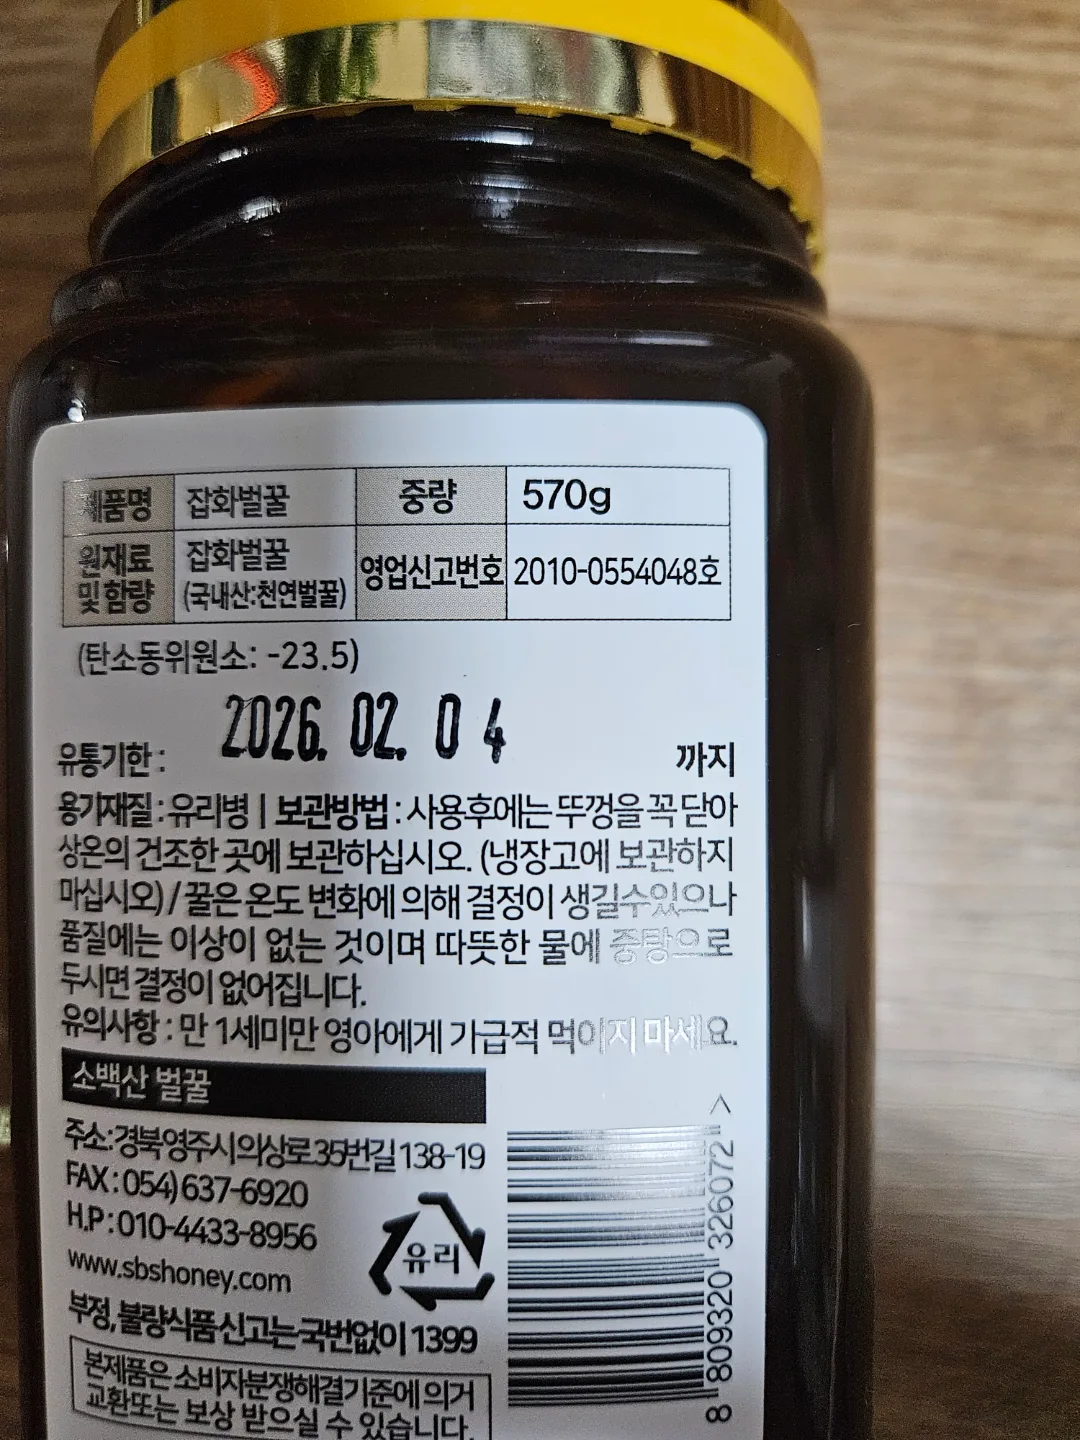 제품명 잡화벌꿀 중량 570g
원재료 및 함량 잡화벌꿀 (국내산:천연벌꿀) 영업신고번호 2010-0554048호
(탄소동위원소: -23.5)
유통기한 : 2026. 02. 04 까지
용기재질 : 유리병 | 보관방법 : 사용후에는 뚜껑을 꼭 닫아
상온의 건조한 곳에 보관하십시오. (냉장고에 보관하지
마십시오) / 꿀은 온도 변화에 의해 결정이 생길수있으나
품질에는 이상이 없는 것이며 따뜻한 물에 중탕으로
두시면 결정이 없어집니다.
유의사항 : 만 1세미만 영아에게 가급적 먹이지 마세요.
소백산 벌꿀
주소:경북 영주시 의상로35번길 138-19
FAX : 054) 637-6920
H.P : 010-4433-8956
www.sbshoney.com
유리
부정, 불량식품 신고는 국번없이 1399
본제품은 소비자분쟁해결기준에 의거
교환또는 보상 받으실 수 있습니다.
8 809320 326072 >